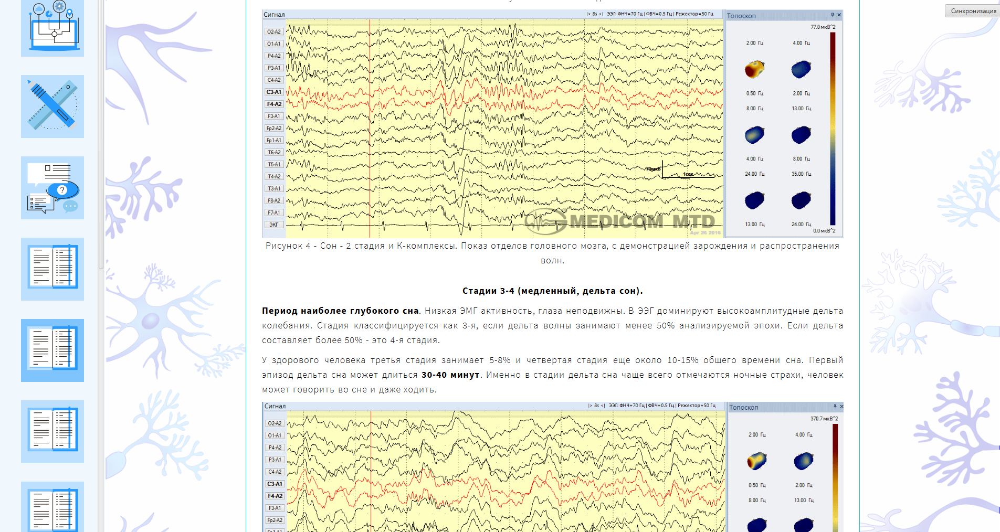 Синхронизация
Сигнал
|> 8s <| ЭЭГ: ФНЧ=70 Гц | ФВЧ=0.5 Гц | Режектор=50 Гц
Топоскоп
O2-A2
O1-A1
P4-A2
P3-A1
C4-A2
C3-A1
F4-A2
F3-A1
Fp2-A2
Fp1-A1
T6-A2
T5-A1
T4-A2
T3-A1
F8-A2
F7-A1
ЭКГ
70мкВ
1сек
MEDICOM MTD
Apr 26 2016
77.0 мкВ^2
2.00 Гц 4.00 Гц
0.50 Гц 2.00 Гц
8.00 Гц 13.00 Гц
4.00 Гц 8.00 Гц
24.00 Гц 35.00 Гц
13.00 Гц 24.00 Гц
0.0 мкВ^2
Рисунок 4 - Сон - 2 стадия и К-комплексы. Показ отделов головного мозга, с демонстрацией зарождения и распространения
волн.
Стадии 3-4 (медленный, дельта сон).
Период наиболее глубокого сна. Низкая ЭМГ активность, глаза неподвижны. В ЭЭГ доминируют высокоамплитудные дельта
колебания. Стадия классифицируется как 3-я, если дельта волны занимают менее 50% анализируемой эпохи. Если дельта
составляет более 50% - это 4-я стадия.
У здорового человека третья стадия занимает 5-8% и четвертая стадия еще около 10-15% общего времени сна. Первый
эпизод дельта сна может длиться 30-40 минут. Именно в стадии дельта сна чаще всего отмечаются ночные страхи, человек
может говорить во сне и даже ходить.
Сигнал
|> 8s <| ЭЭГ: ФНЧ=70 Гц | ФВЧ=0.5 Гц | Режектор=50 Гц
Топоскоп
O2-A2
O1-A1
P4-A2
P3-A1
C4-A2
C3-A1
F4-A2
F3-A1
Fp2-A2
370.7 мкВ^2
2.00 Гц 4.00 Гц
0.50 Гц 2.00 Гц
8.00 Гц 13.00 Гц